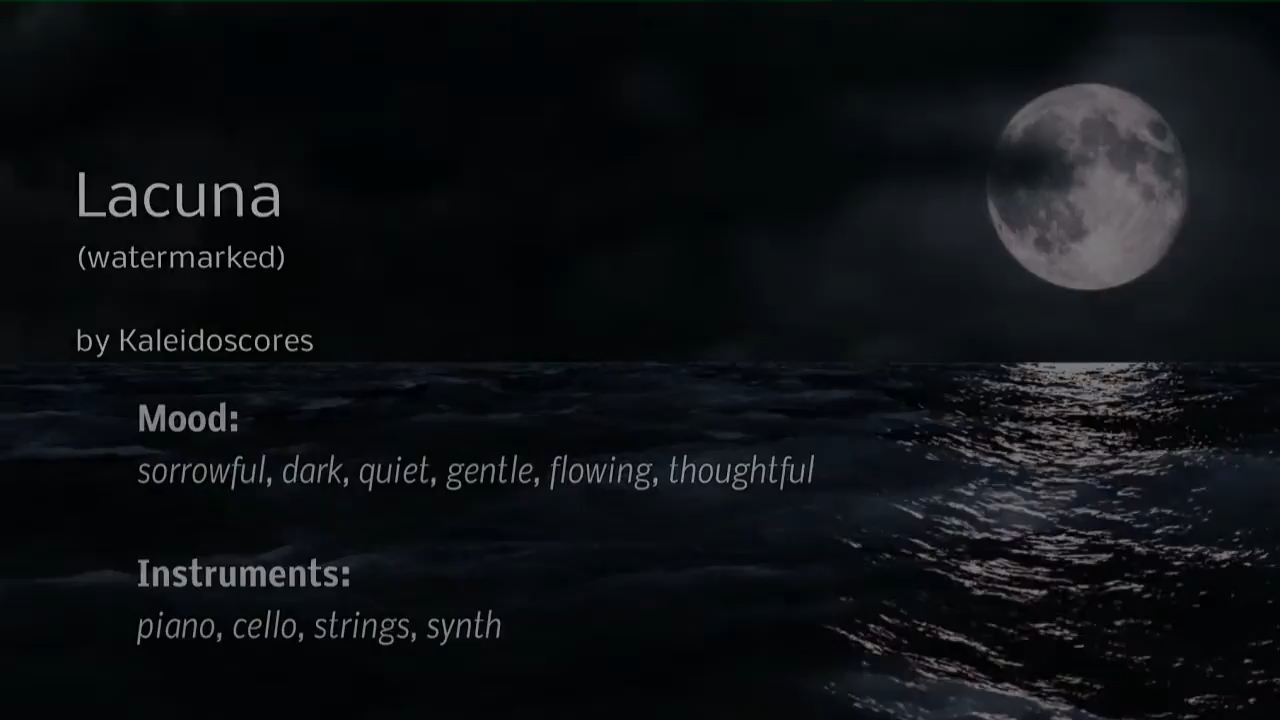 Lacuna
(watermarked)
by Kaleidoscores
Mood:
sorrowful, dark, quiet, gentle, flowing, thoughtful
Instruments:
piano, cello, strings, synth